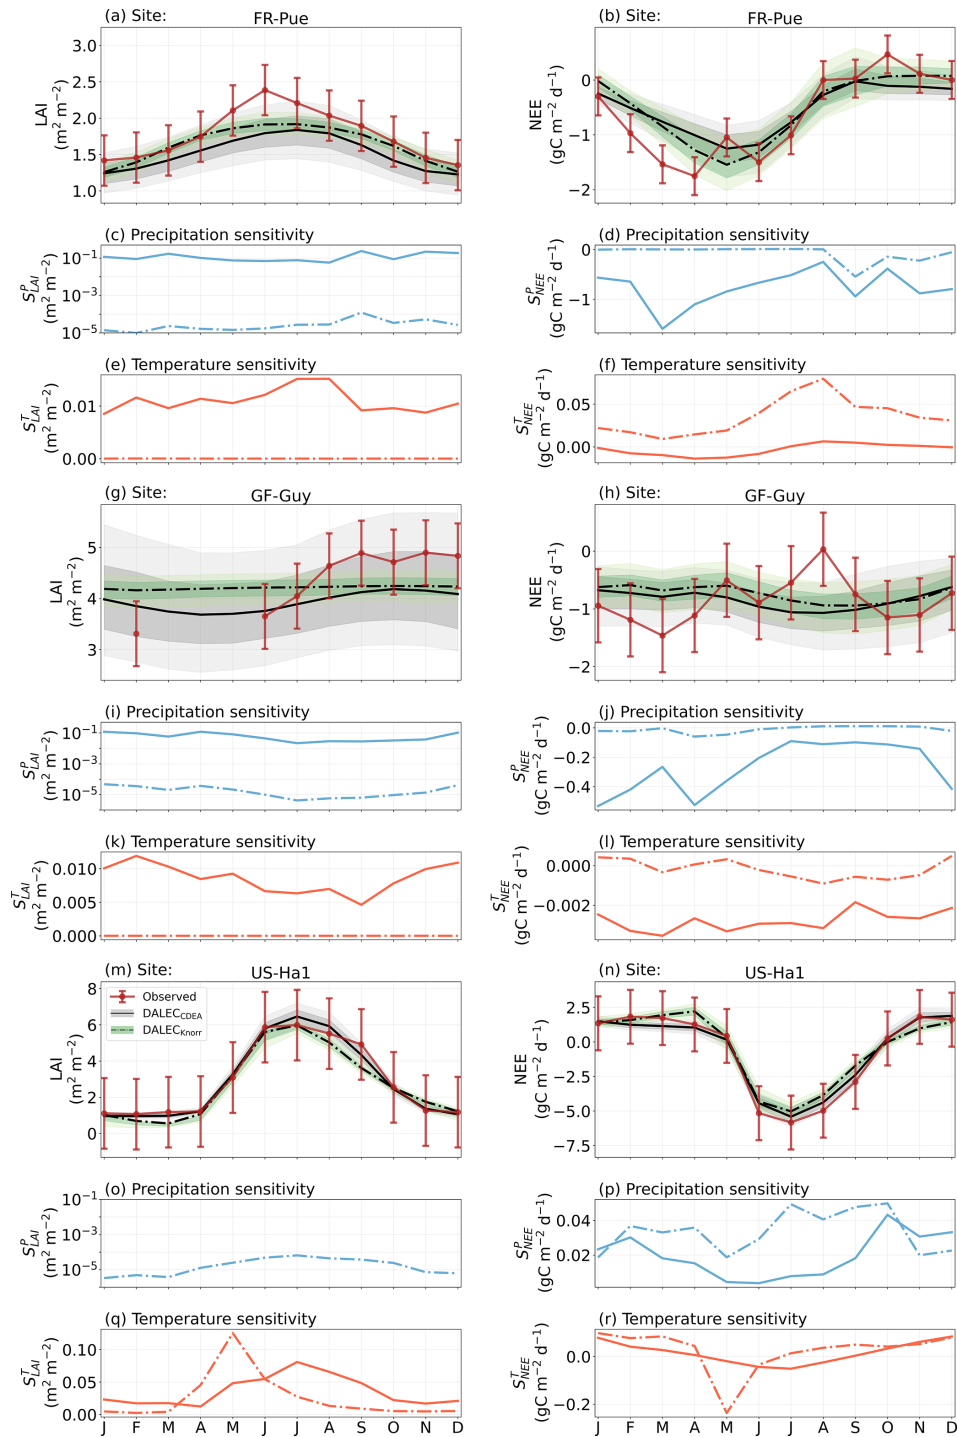 (a) Site: FR-Pue
3.0
2.5
2.0
1.5
1.0
LAI
(m² m⁻²)
(b) Site: FR-Pue
0
−1
−2
NEE
(gC m⁻² d⁻¹)
(c) Precipitation sensitivity
10⁻¹
10⁻³
10⁻⁵
S^P_LAI
(m² m⁻²)
(d) Precipitation sensitivity
0
−1
S^P_NEE
(gC m⁻² d⁻¹)
(e) Temperature sensitivity
0.01
0.00
S^T_LAI
(m² m⁻²)
(f) Temperature sensitivity
0.05
0.00
S^T_NEE
(gC m⁻² d⁻¹)
(g) Site: GF-Guy
5
4
3
LAI
(m² m⁻²)
(h) Site: GF-Guy
0
−1
−2
NEE
(gC m⁻² d⁻¹)
(i) Precipitation sensitivity
10⁻¹
10⁻³
10⁻⁵
S^P_LAI
(m² m⁻²)
(j) Precipitation sensitivity
0.0
−0.2
−0.4
S^P_NEE
(gC m⁻² d⁻¹)
(k) Temperature sensitivity
0.010
0.005
0.000
S^T_LAI
(m² m⁻²)
(l) Temperature sensitivity
0.000
−0.002
S^T_NEE
(gC m⁻² d⁻¹)
(m) Site: US-Ha1
8
6
4
2
0
LAI
(m² m⁻²)
Observed
DALEC_CDEA
DALEC_Knorr
(n) Site: US-Ha1
2.5
0.0
−2.5
−5.0
−7.5
NEE
(gC m⁻² d⁻¹)
(o) Precipitation sensitivity
10⁻¹
10⁻³
10⁻⁵
S^P_LAI
(m² m⁻²)
(p) Precipitation sensitivity
0.04
0.02
S^P_NEE
(gC m⁻² d⁻¹)
(q) Temperature sensitivity
0.10
0.05
0.00
S^T_LAI
(m² m⁻²)
J F M A M J J A S O N D
(r) Temperature sensitivity
0.0
−0.2
S^T_NEE
(gC m⁻² d⁻¹)
J F M A M J J A S O N D